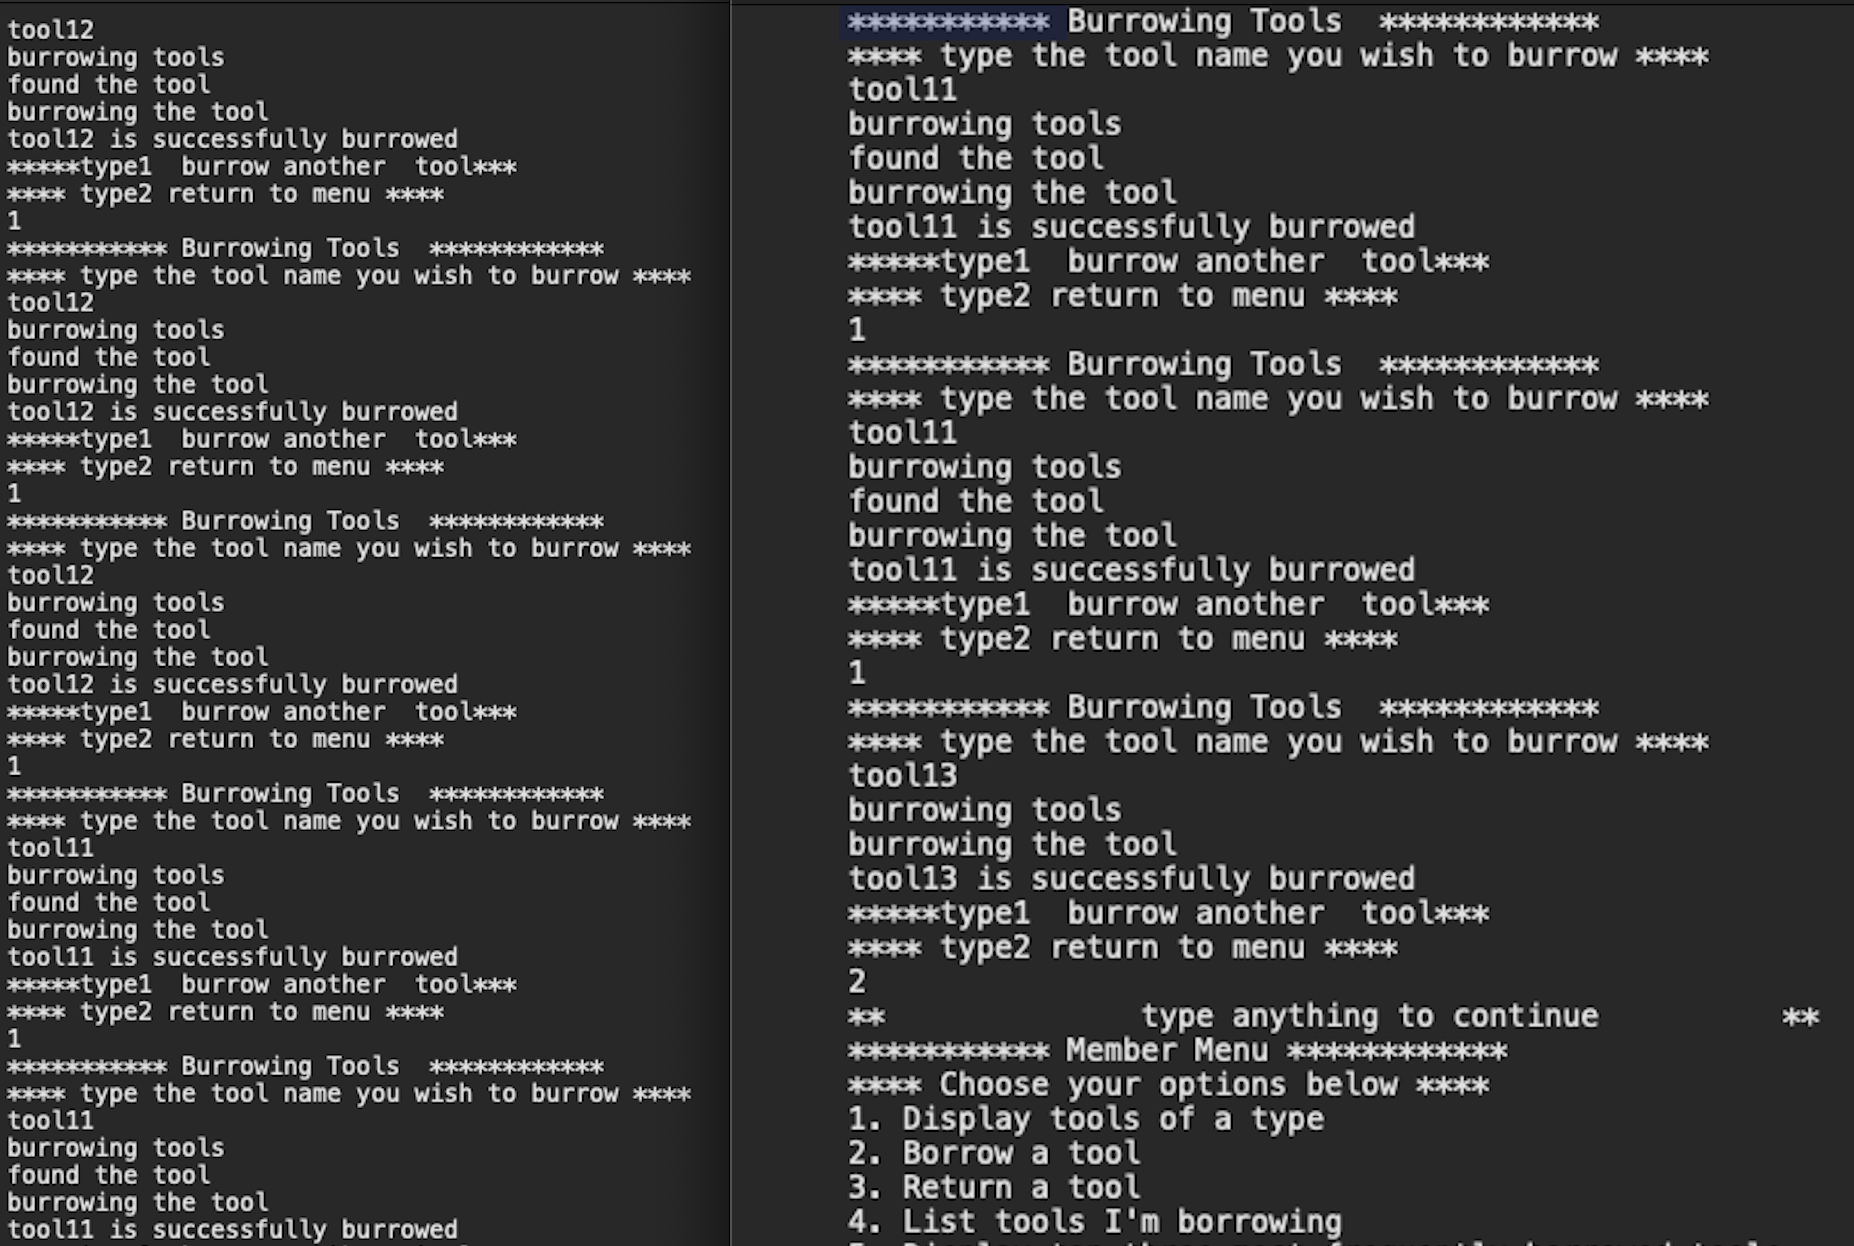 tool12
burrowing tools
found the tool
burrowing the tool
tool12 is successfully burrowed
*****type1  burrow another  tool***
**** type2 return to menu ****
1
*********** Burrowing Tools  ************
**** type the tool name you wish to burrow ****
tool12
burrowing tools
found the tool
burrowing the tool
tool12 is successfully burrowed
*****type1  burrow another  tool***
**** type2 return to menu ****
1
*********** Burrowing Tools  ************
**** type the tool name you wish to burrow ****
tool12
burrowing tools
found the tool
burrowing the tool
tool12 is successfully burrowed
*****type1  burrow another  tool***
**** type2 return to menu ****
1
*********** Burrowing Tools  ************
**** type the tool name you wish to burrow ****
tool11
burrowing tools
found the tool
burrowing the tool
tool11 is successfully burrowed
*****type1  burrow another  tool***
**** type2 return to menu ****
1
*********** Burrowing Tools  ************
**** type the tool name you wish to burrow ****
tool11
burrowing tools
found the tool
burrowing the tool
tool11 is successfully burrowed
*********** Burrowing Tools  ************
**** type the tool name you wish to burrow ****
tool11
burrowing tools
found the tool
burrowing the tool
tool11 is successfully burrowed
*****type1  burrow another  tool***
**** type2 return to menu ****
1
*********** Burrowing Tools  ************
**** type the tool name you wish to burrow ****
tool11
burrowing tools
found the tool
burrowing the tool
tool11 is successfully burrowed
*****type1  burrow another  tool***
**** type2 return to menu ****
1
*********** Burrowing Tools  ************
**** type the tool name you wish to burrow ****
tool13
burrowing tools
burrowing the tool
tool13 is successfully burrowed
*****type1  burrow another  tool***
**** type2 return to menu ****
2
**              type anything to continue          **
*********** Member Menu ************
**** Choose your options below ****
1. Display tools of a type
2. Borrow a tool
3. Return a tool
4. List tools I'm borrowing